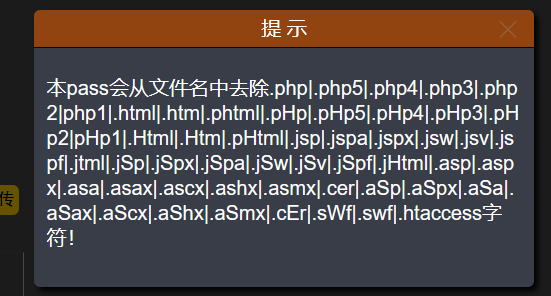 提示
本pass会从文件名中去除.php|.php5|.php4|.php3|.php
2|php1|.html|.htm|.phtml|.pHp|.pHp5|.pHp4|.pHp3|.pH
p2|pHp1|.Html|.Htm|.pHtml|.jsp|.jspa|.jspx|.jsw|.jsv|.js
pf|.jtml|.jSp|.jSpx|.jSpa|.jSw|.jSv|.jSpf|.jHtml|.asp|.asp
x|.asa|.asax|.ascx|.ashx|.asmx|.cer|.aSp|.aSpx|.aSa|.
aSax|.aScx|.aShx|.aSmx|.cEr|.sWf|.swf|.htaccess字
符！
传